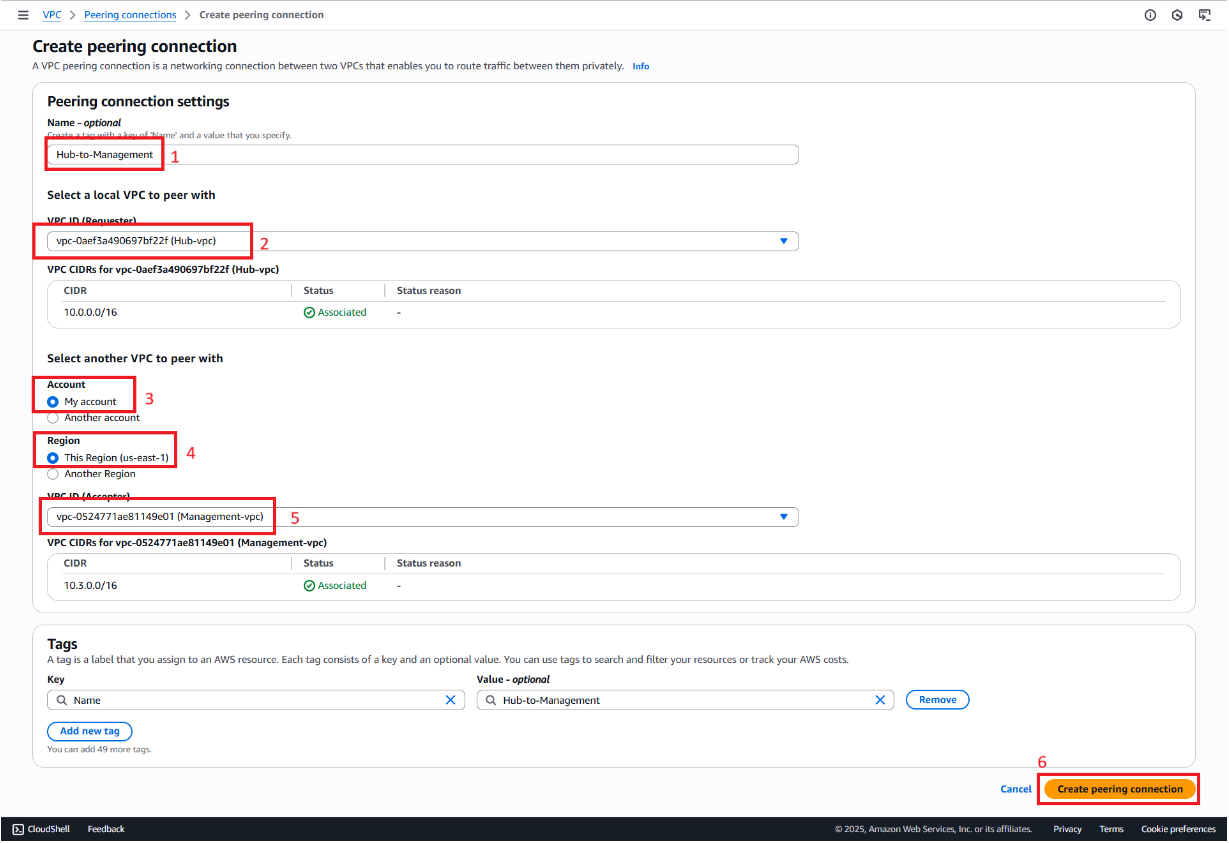 VPC > Peering connections > Create peering connection
Create peering connection
A VPC peering connection is a networking connection between two VPCs that enables you to route traffic between them privately. Info
Peering connection settings
Name - optional
Create a tag with a key of 'Name' and a value that you specify.
Hub-to-Management 1
Select a local VPC to peer with
VPC ID (Requester)
vpc-0aef3a490697bf22f (Hub-vpc) 2
VPC CIDRs for vpc-0aef3a490697bf22f (Hub-vpc)
CIDR Status Status reason
10.0.0.0/16 Associated -
Select another VPC to peer with
Account
My account 3
Another account
Region
This Region (us-east-1) 4
Another Region
VPC ID (Accepter)
vpc-0524771ae81149e01 (Management-vpc) 5
VPC CIDRs for vpc-0524771ae81149e01 (Management-vpc)
CIDR Status Status reason
10.3.0.0/16 Associated -
Tags
A tag is a label that you assign to an AWS resource. Each tag consists of a key and an optional value. You can use tags to search and filter your resources or track your AWS costs.
Key Value - optional
Name Hub-to-Management Remove
Add new tag
You can add 49 more tags.
6
Cancel Create peering connection
CloudShell Feedback © 2025, Amazon Web Services, Inc. or its affiliates. Privacy Terms Cookie preferences